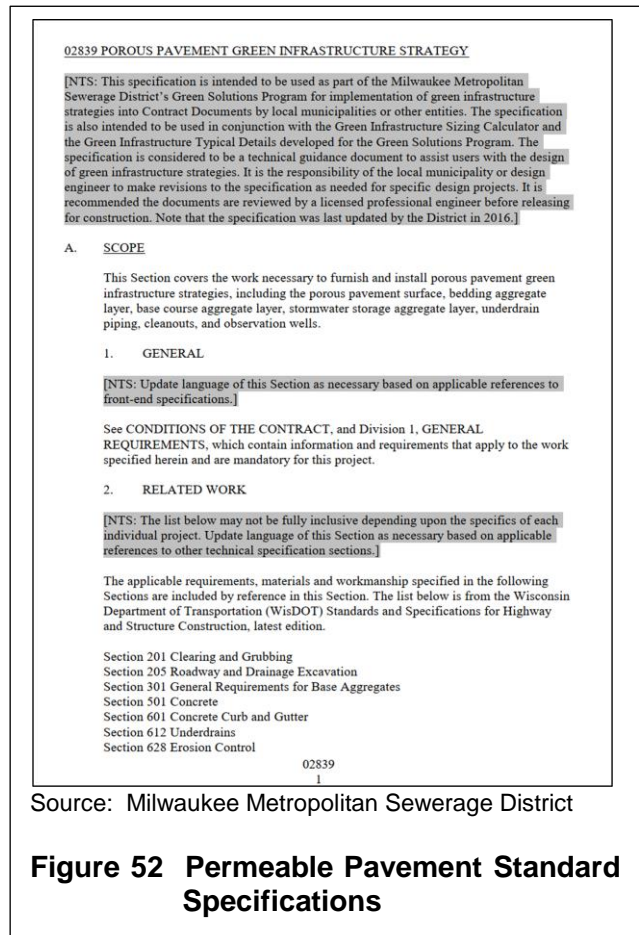 02839 POROUS PAVEMENT GREEN INFRASTRUCTURE STRATEGY
[NTS: This specification is intended to be used as part of the Milwaukee Metropolitan
Sewerage District's Green Solutions Program for implementation of green infrastructure
strategies into Contract Documents by local municipalities or other entities. The specification
is also intended to be used in conjunction with the Green Infrastructure Sizing Calculator and
the Green Infrastructure Typical Details developed for the Green Solutions Program. The
specification is considered to be a technical guidance document to assist users with the design
of green infrastructure strategies. It is the responsibility of the local municipality or design
engineer to make revisions to the specification as needed for specific design projects. It is
recommended the documents are reviewed by a licensed professional engineer before releasing
for construction. Note that the specification was last updated by the District in 2016.]
A. SCOPE
This Section covers the work necessary to furnish and install porous pavement green
infrastructure strategies, including the porous pavement surface, bedding aggregate
layer, base course aggregate layer, stormwater storage aggregate layer, underdrain
piping, cleanouts, and observation wells.
1. GENERAL
[NTS: Update language of this Section as necessary based on applicable references to
front-end specifications.]
See CONDITIONS OF THE CONTRACT, and Division 1, GENERAL
REQUIREMENTS, which contain information and requirements that apply to the work
specified herein and are mandatory for this project.
2. RELATED WORK
[NTS: The list below may not be fully inclusive depending upon the specifics of each
individual project. Update language of this Section as necessary based on applicable
references to other technical specification sections.]
The applicable requirements, materials and workmanship specified in the following
Sections are included by reference in this Section. The list below is from the Wisconsin
Department of Transportation (WisDOT) Standards and Specifications for Highway
and Structure Construction, latest edition.
Section 201 Clearing and Grubbing
Section 205 Roadway and Drainage Excavation
Section 301 General Requirements for Base Aggregates
Section 501 Concrete
Section 601 Concrete Curb and Gutter
Section 612 Underdrains
Section 628 Erosion Control
02839
1
Source: Milwaukee Metropolitan Sewerage District
Figure 52 Permeable Pavement Standard
Specifications